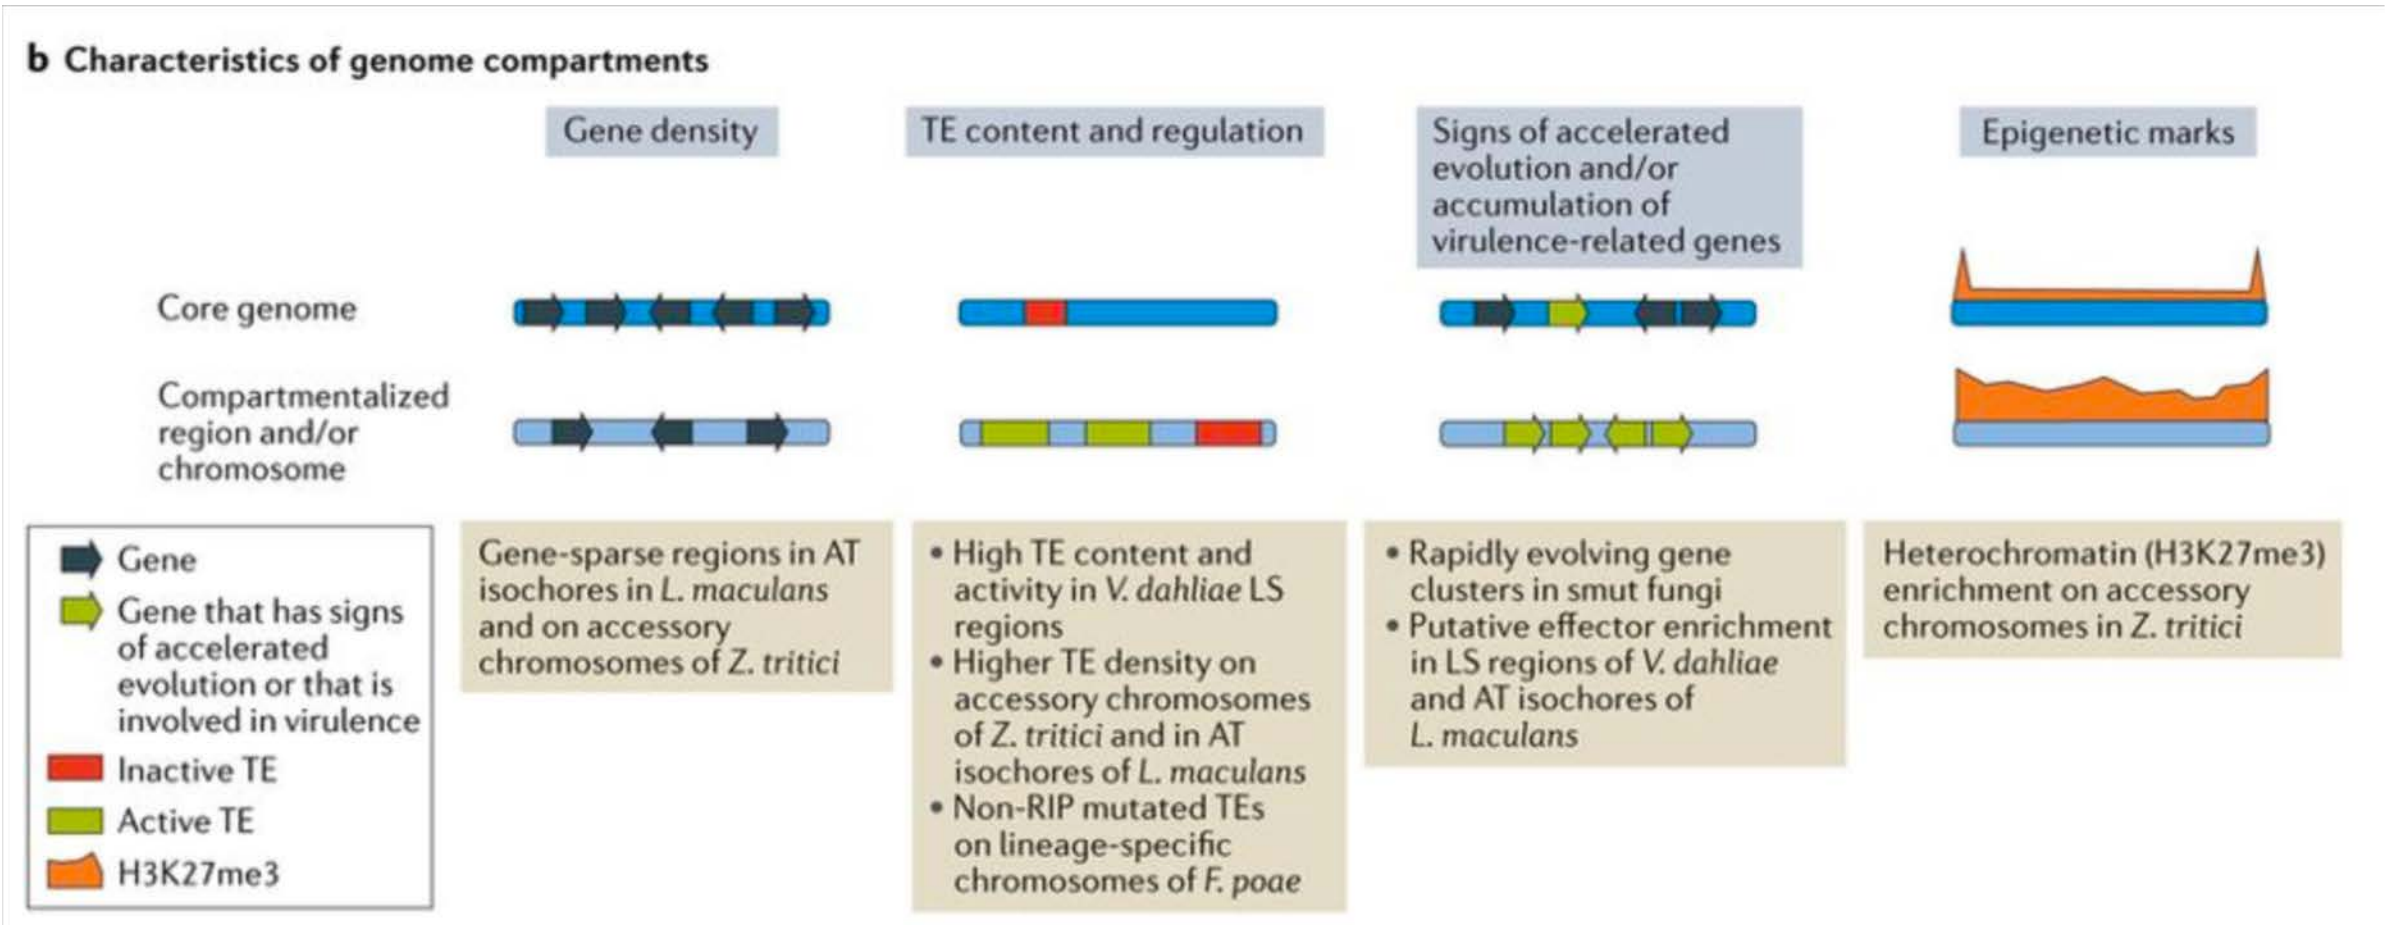 b Characteristics of genome compartments
Gene density
TE content and regulation
Signs of accelerated
evolution and/or
accumulation of
virulence-related genes
Epigenetic marks
Core genome
Compartmentalized
region and/or
chromosome
Gene
Gene that has signs
of accelerated
evolution or that is
involved in virulence
Inactive TE
Active TE
H3K27me3
Gene-sparse regions in AT
isochores in L. maculans
and on accessory
chromosomes of Z. tritici
• High TE content and
activity in V. dahliae LS
regions
• Higher TE density on
accessory chromosomes
of Z. tritici and in AT
isochores of L. maculans
• Non-RIP mutated TEs
on lineage-specific
chromosomes of F. poae
• Rapidly evolving gene
clusters in smut fungi
• Putative effector enrichment
in LS regions of V. dahliae
and AT isochores of
L. maculans
Heterochromatin (H3K27me3)
enrichment on accessory
chromosomes in Z. tritici